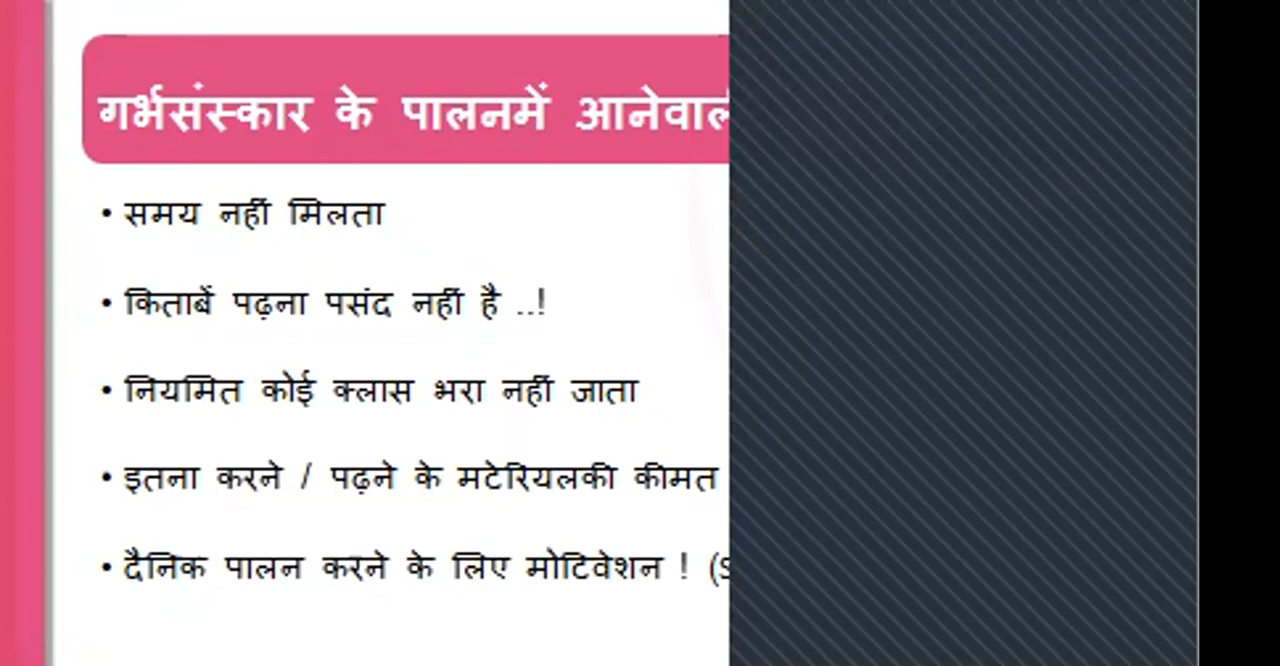 गर्भसंस्कार के पालनमें
• समय नहीं मिलता
• किताबें पढ़ना पसंद नहीं है ..!
• नियमित कोई क्लास भरा नहीं जाता
• इतना करने / पढ़ने के मटेरियलकी कीमत
• दैनिक पालन करने के लिए मोटिवेशन !